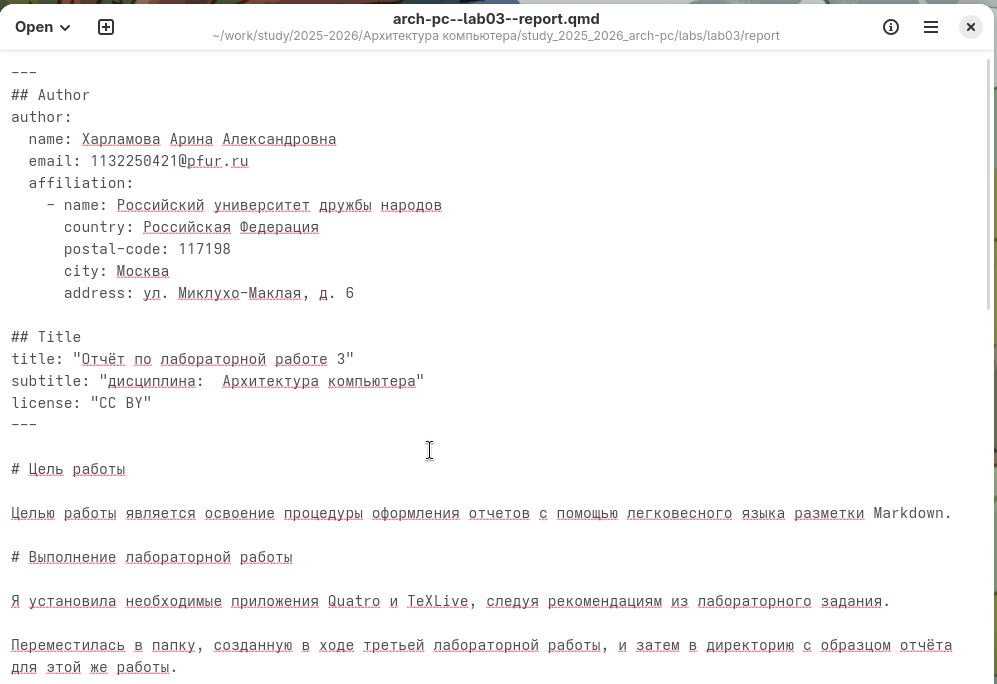 Open
arch-pc--lab03--report.qmd
~/work/study/2025-2026/Архитектура компьютера/study_2025_2026_arch-pc/labs/lab03/report
---
## Author
author:
  name: Харламова Арина Александровна
  email: 1132250421@pfur.ru
  affiliation:
    - name: Российский университет дружбы народов
      country: Российская Федерация
      postal-code: 117198
      city: Москва
      address: ул. Миклухо-Маклая, д. 6
## Title
title: "Отчёт по лабораторной работе 3"
subtitle: "дисциплина:  Архитектура компьютера"
license: "CC BY"
---
# Цель работы
Целью работы является освоение процедуры оформления отчетов с помощью легковесного языка разметки Markdown.
# Выполнение лабораторной работы
Я установила необходимые приложения Quatro и TeXLive, следуя рекомендациям из лабораторного задания.
Переместилась в папку, созданную в ходе третьей лабораторной работы, и затем в директорию с образцом отчёта
для этой же работы.